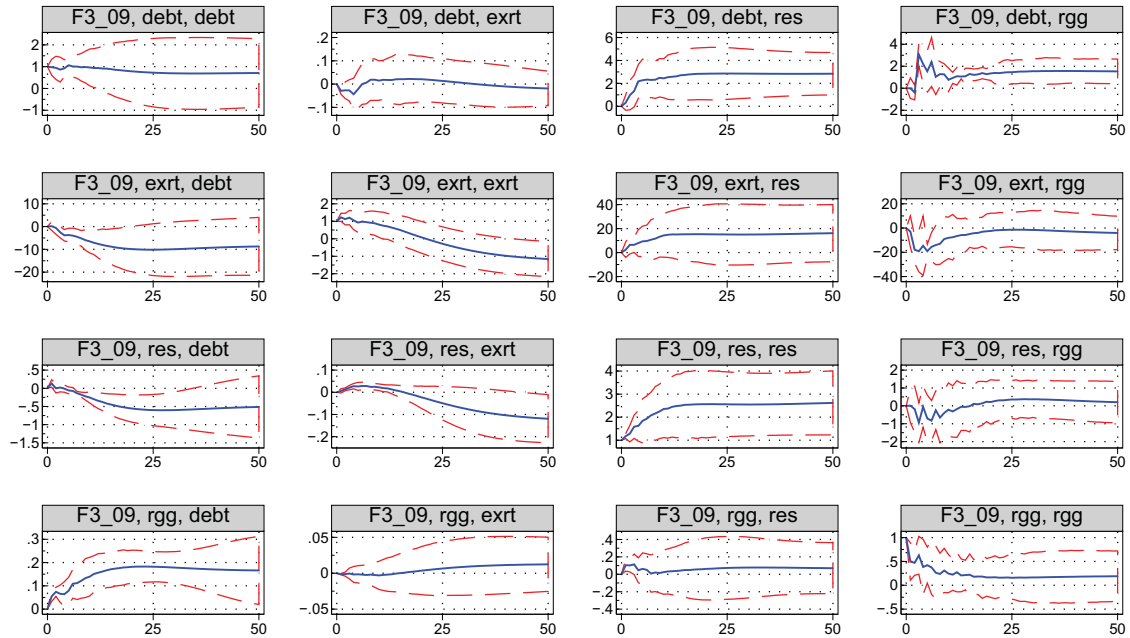 F3_09, debt, debt
2
1
0
−1
0 25 50
F3_09, debt, exrt
.2
.1
0
−.1
0 25 50
F3_09, debt, res
6
4
2
0
0 25 50
F3_09, debt, rgg
4
2
0
−2
0 25 50
F3_09, exrt, debt
10
0
−10
−20
0 25 50
F3_09, exrt, exrt
2
1
0
−1
−2
0 25 50
F3_09, exrt, res
40
20
0
−20
0 25 50
F3_09, exrt, rgg
20
0
−20
−40
0 25 50
F3_09, res, debt
.5
0
−.5
−1
−1.5
0 25 50
F3_09, res, exrt
1
0
−1
−2
0 25 50
F3_09, res, res
4
3
2
1
0 25 50
F3_09, res, rgg
2
1
0
−1
−2
0 25 50
F3_09, rgg, debt
.3
.2
.1
0
0 25 50
F3_09, rgg, exrt
.05
0
−.05
0 25 50
F3_09, rgg, res
.4
.2
0
−.2
−.4
0 25 50
F3_09, rgg, rgg
1
.5
0
−.5
0 25 50